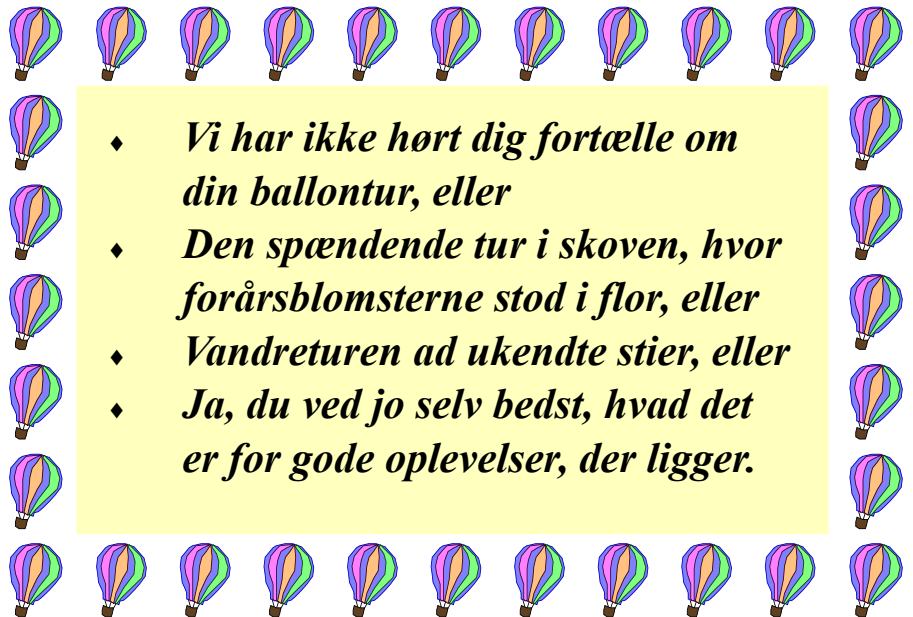 ♦ Vi har ikke hørt dig fortælle om
din ballontur, eller
♦ Den spændende tur i skoven, hvor
forårsblomsterne stod i flor, eller
♦ Vandreturen ad ukendte stier, eller
♦ Ja, du ved jo selv bedst, hvad det
er for gode oplevelser, der ligger.